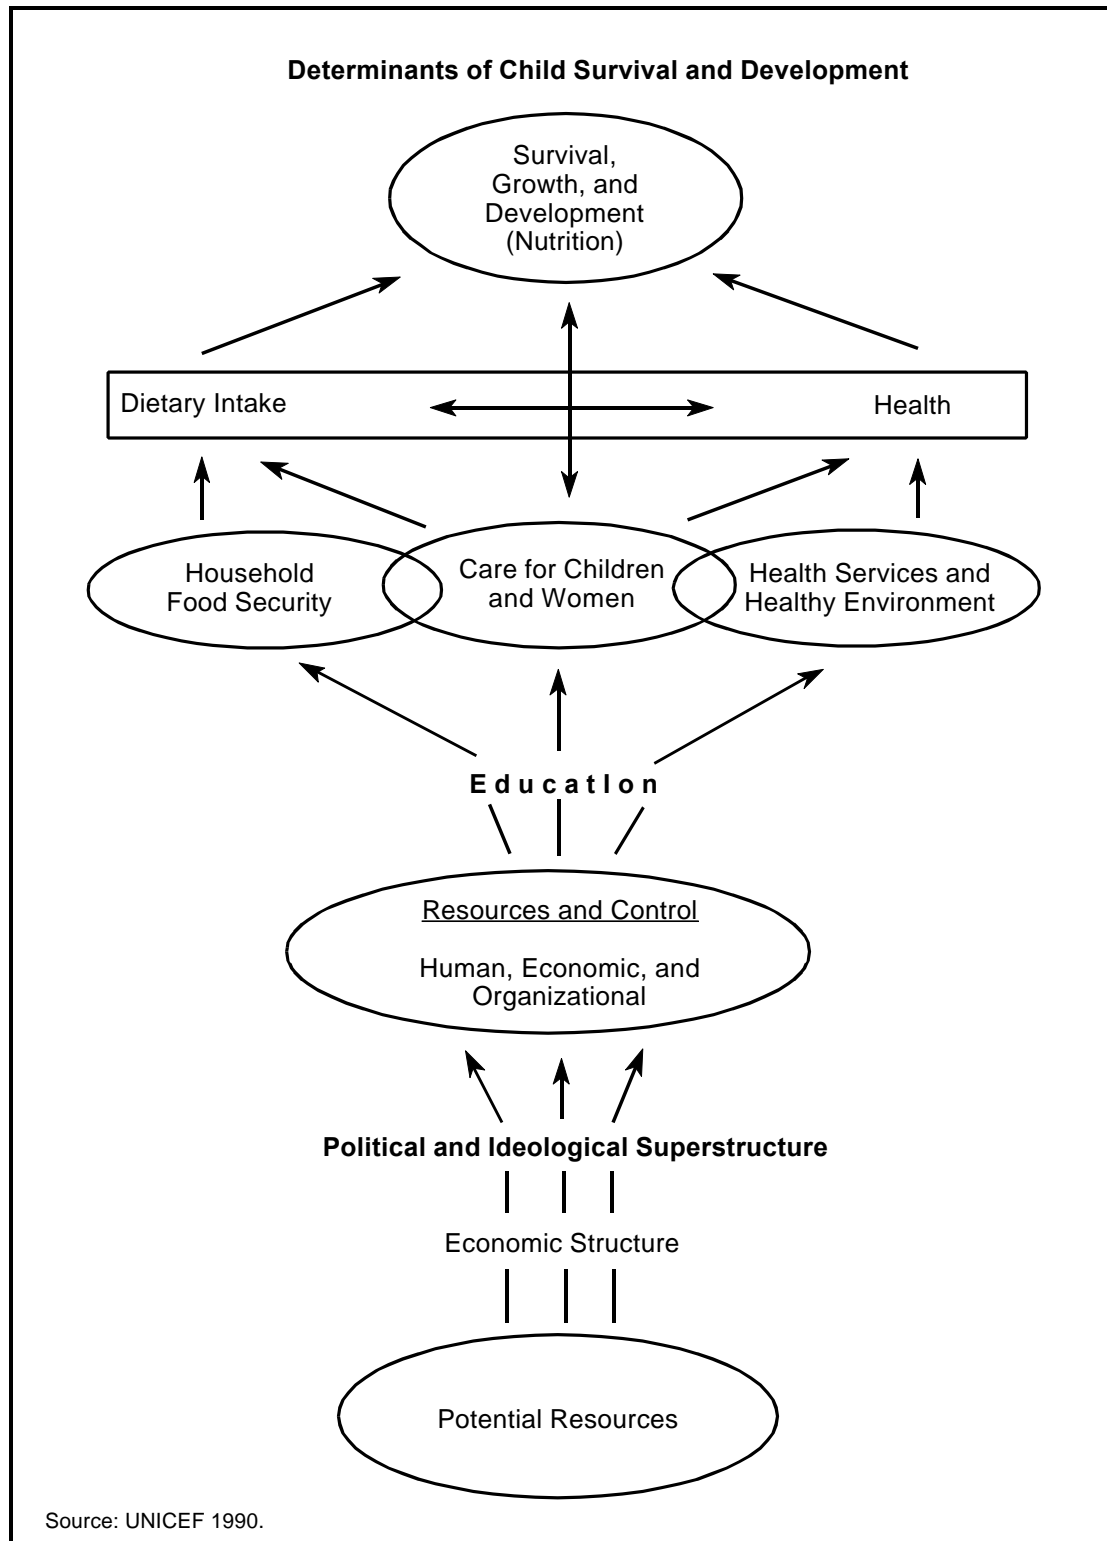 Determinants of Child Survival and Development
Survival,
Growth, and
Development
(Nutrition)
Dietary Intake
Health
Household
Food Security
Care for Children
and Women
Health Services and
Healthy Environment
E d u c a t I o n
Resources and Control
Human, Economic, and
Organizational
Political and Ideological Superstructure
Economic Structure
Potential Resources
Source: UNICEF 1990.